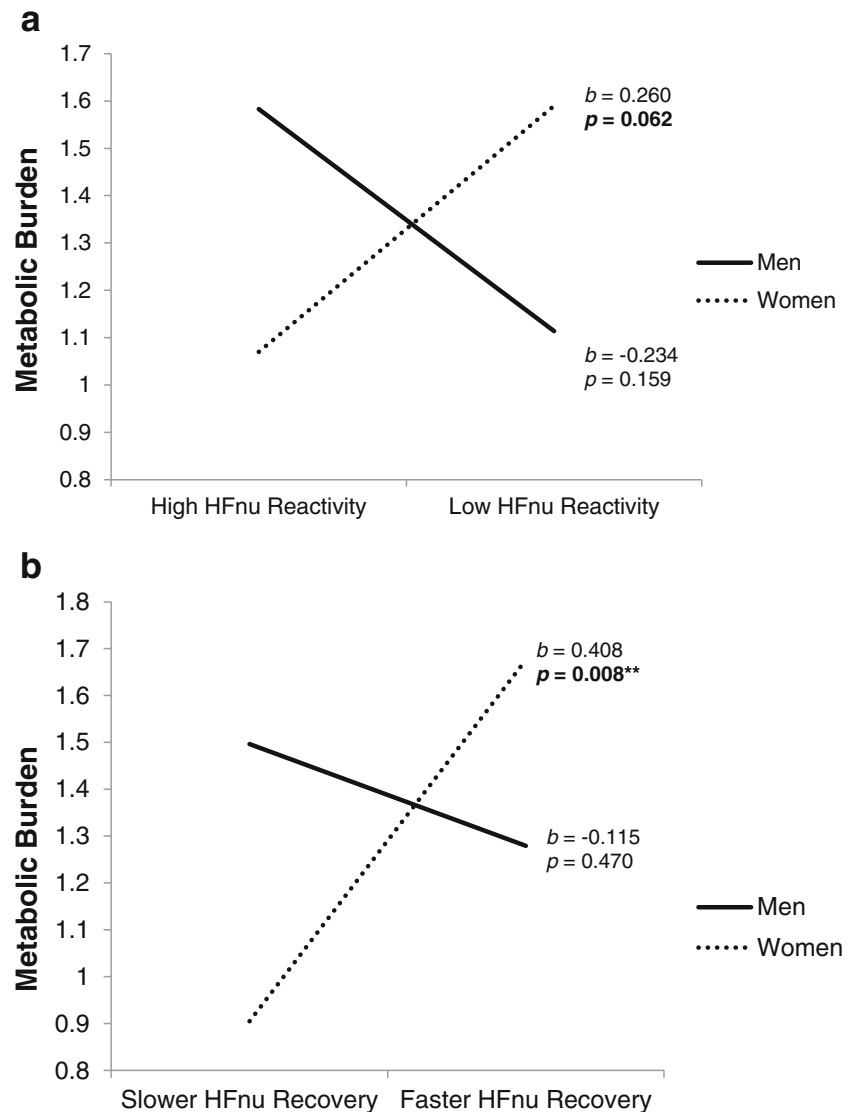 a
Metabolic Burden
1.7
1.6
1.5
1.4
1.3
1.2
1.1
1
0.9
0.8
b = 0.260
p = 0.062
Men
Women
b = -0.234
p = 0.159
High HFnu Reactivity
Low HFnu Reactivity
b
Metabolic Burden
1.8
1.7
1.6
1.5
1.4
1.3
1.2
1.1
1
0.9
0.8
b = 0.408
p = 0.008**
b = -0.115
p = 0.470
Men
Women
Slower HFnu Recovery
Faster HFnu Recovery